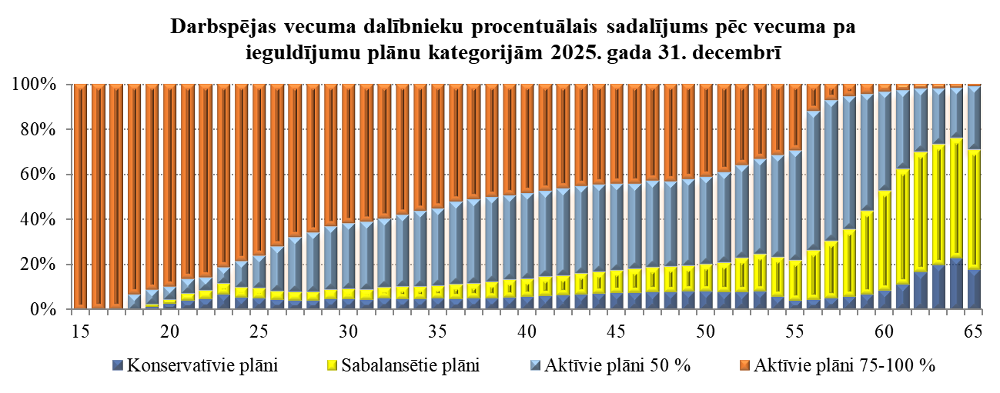 Darbspējas vecuma dalībnieku procentuālais sadalījums pēc vecuma pa
ieguldījumu plānu kategorijām 2025. gada 31. decembrī
100%
80%
60%
40%
20%
0%
15 20 25 30 35 40 45 50 55 60 65
Konservatīvie plāni Sabalansētie plāni Aktīvie plāni 50 % Aktīvie plāni 75-100 %